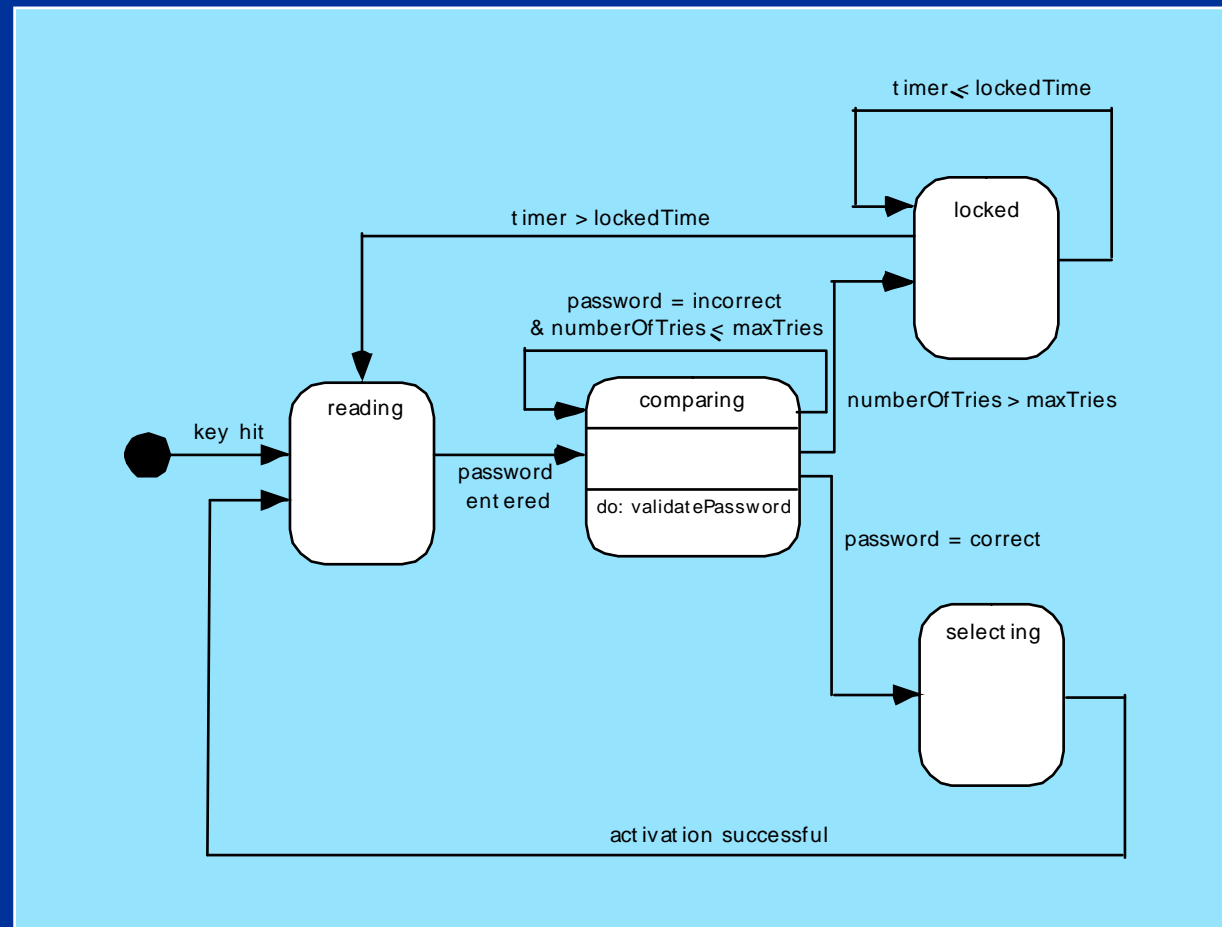 timer ≤ lockedTime
locked
timer > lockedTime
password = incorrect
& numberOfTries ≤ maxTries
reading
comparing
numberOfTries > maxTries
key hit
password
entered
do: validatePassword
password = correct
selecting
activation successful